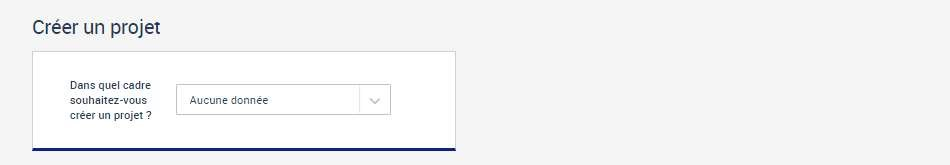 Créer un projet
Dans quel cadre
souhaitez-vous
créer un projet ?
Aucune donnée